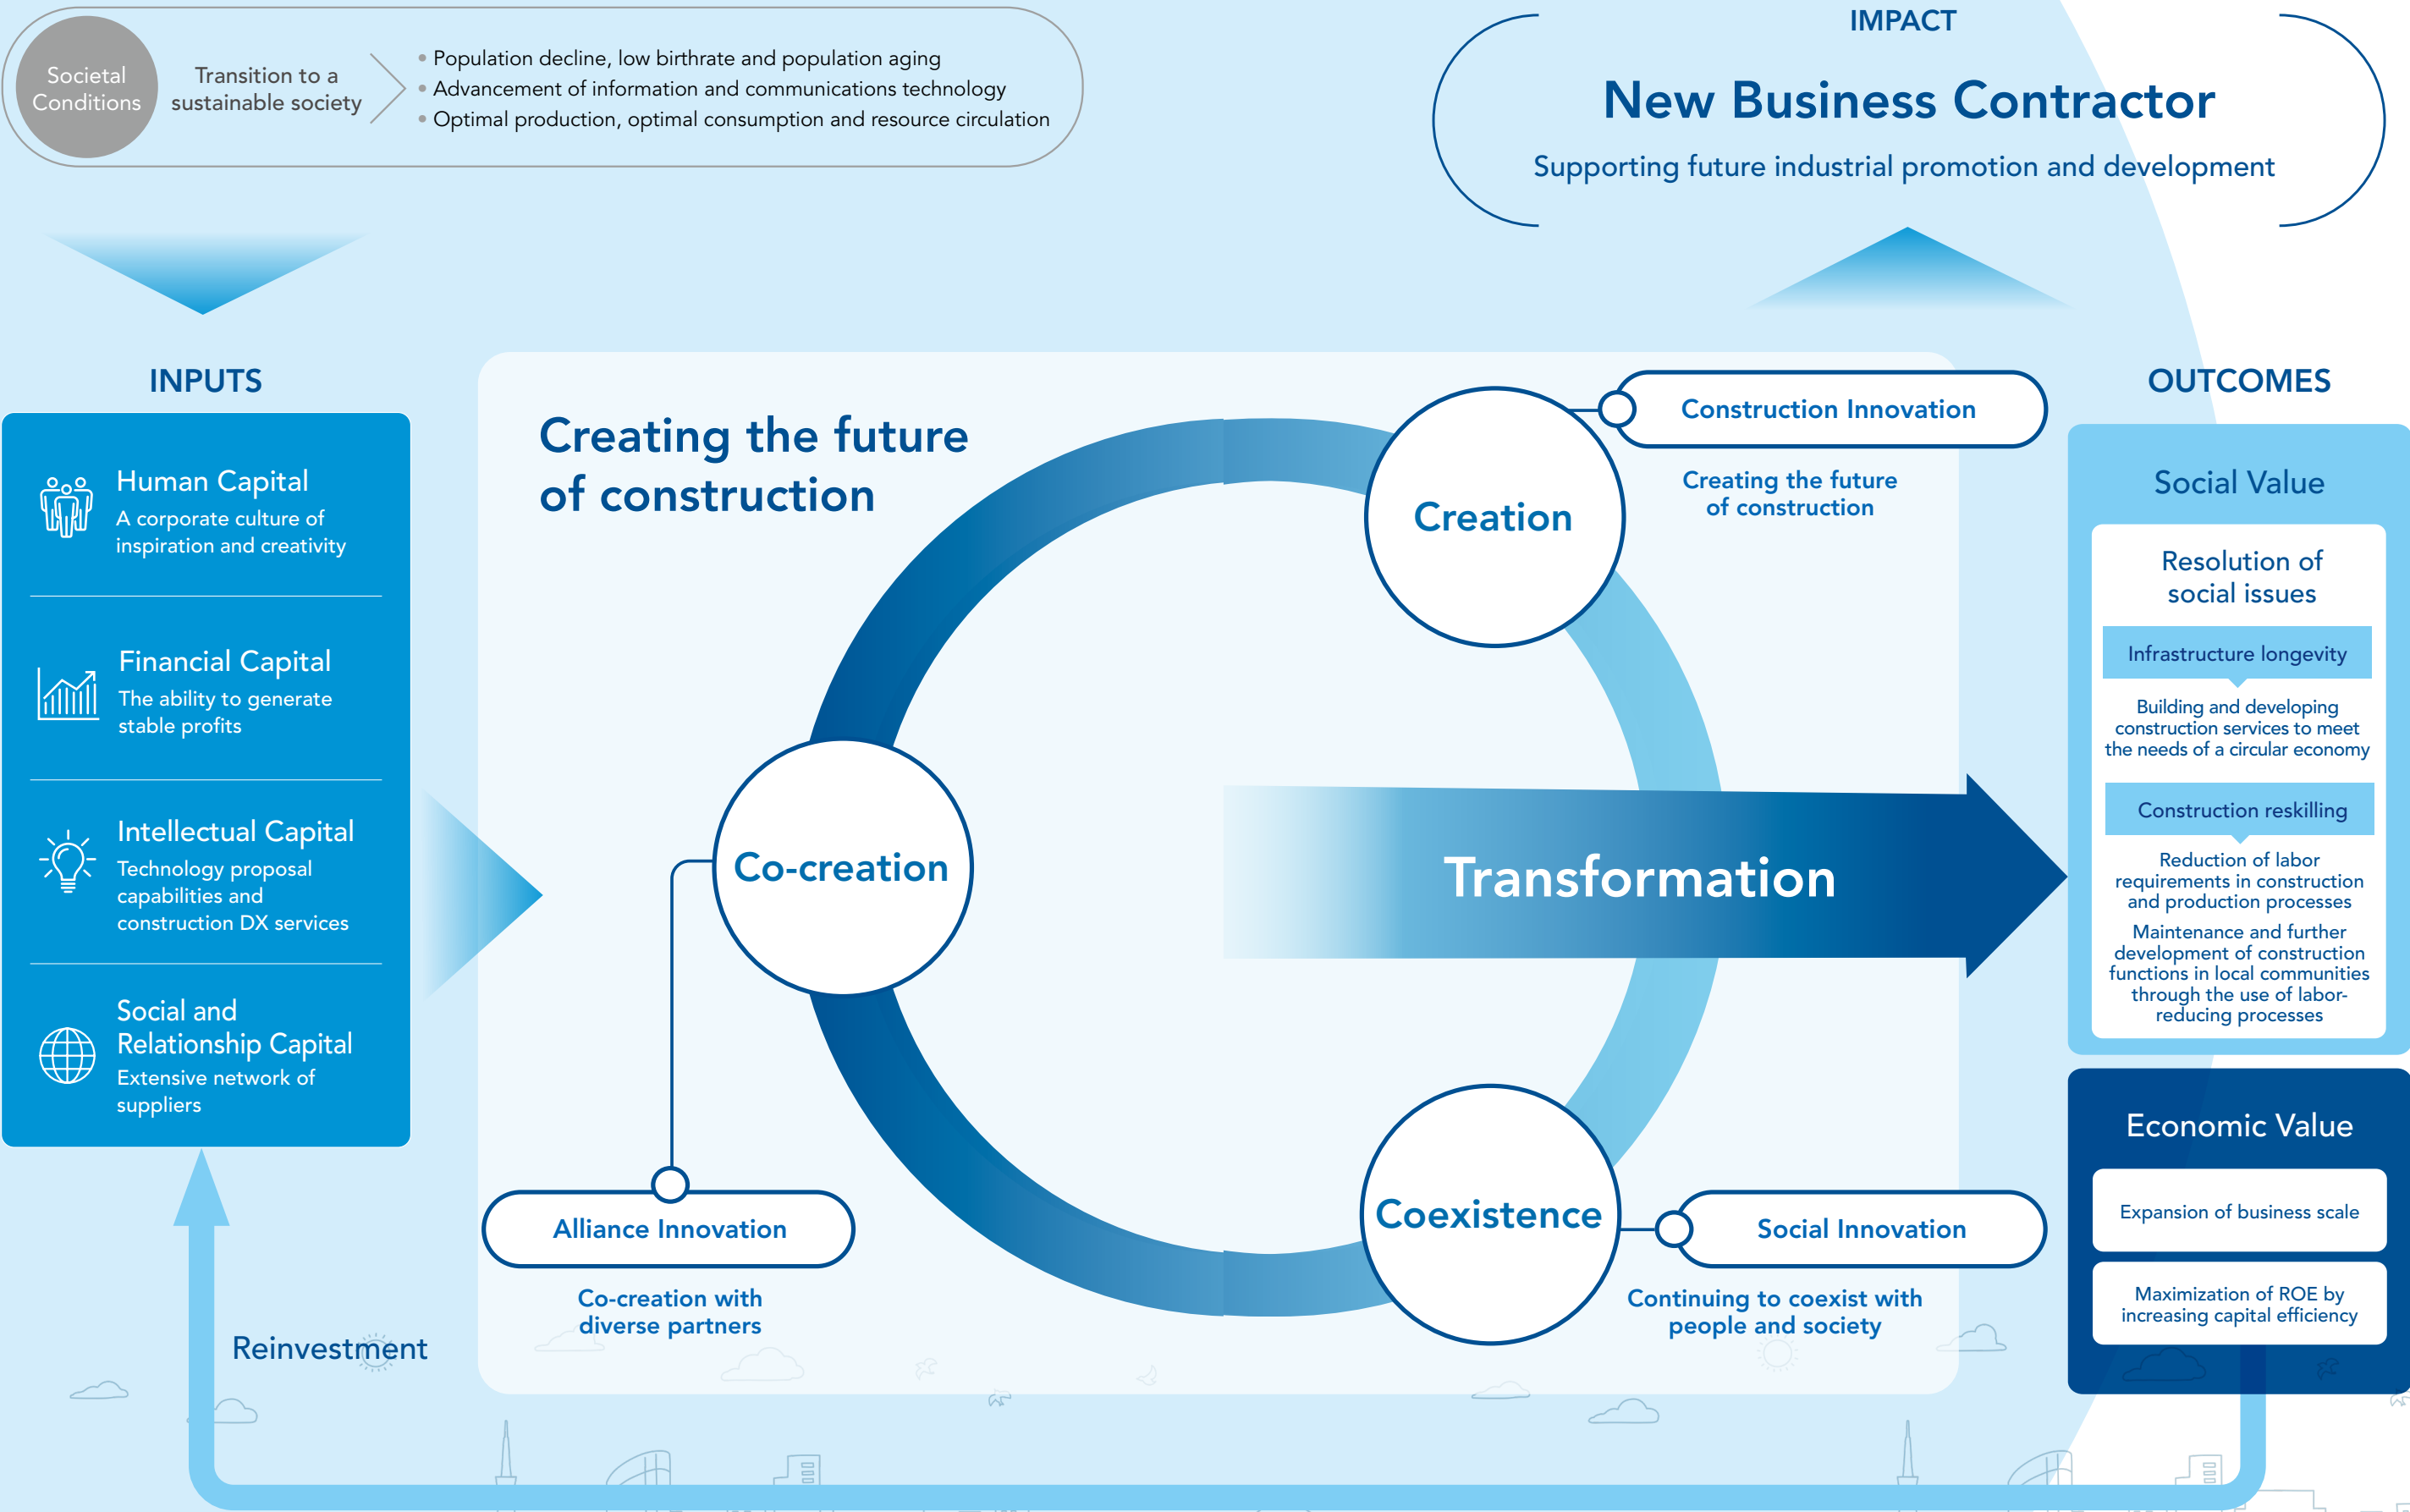 Societal
Conditions
Transition to a
sustainable society
• Population decline, low birthrate and population aging
• Advancement of information and communications technology
• Optimal production, optimal consumption and resource circulation
IMPACT
New Business Contractor
Supporting future industrial promotion and development
INPUTS
Human Capital
A corporate culture of
inspiration and creativity
Financial Capital
The ability to generate
stable profits
Intellectual Capital
Technology proposal
capabilities and
construction DX services
Social and
Relationship Capital
Extensive network of
suppliers
Reinvestment
Creating the future
of construction
Creation
Construction Innovation
Creating the future
of construction
Co-creation
Transformation
Alliance Innovation
Co-creation with
diverse partners
Coexistence
Social Innovation
Continuing to coexist with
people and society
OUTCOMES
Social Value
Resolution of
social issues
Infrastructure longevity
Building and developing
construction services to meet
the needs of a circular economy
Construction reskilling
Reduction of labor
requirements in construction
and production processes
Maintenance and further
development of construction
functions in local communities
through the use of labor-
reducing processes
Economic Value
Expansion of business scale
Maximization of ROE by
increasing capital efficiency